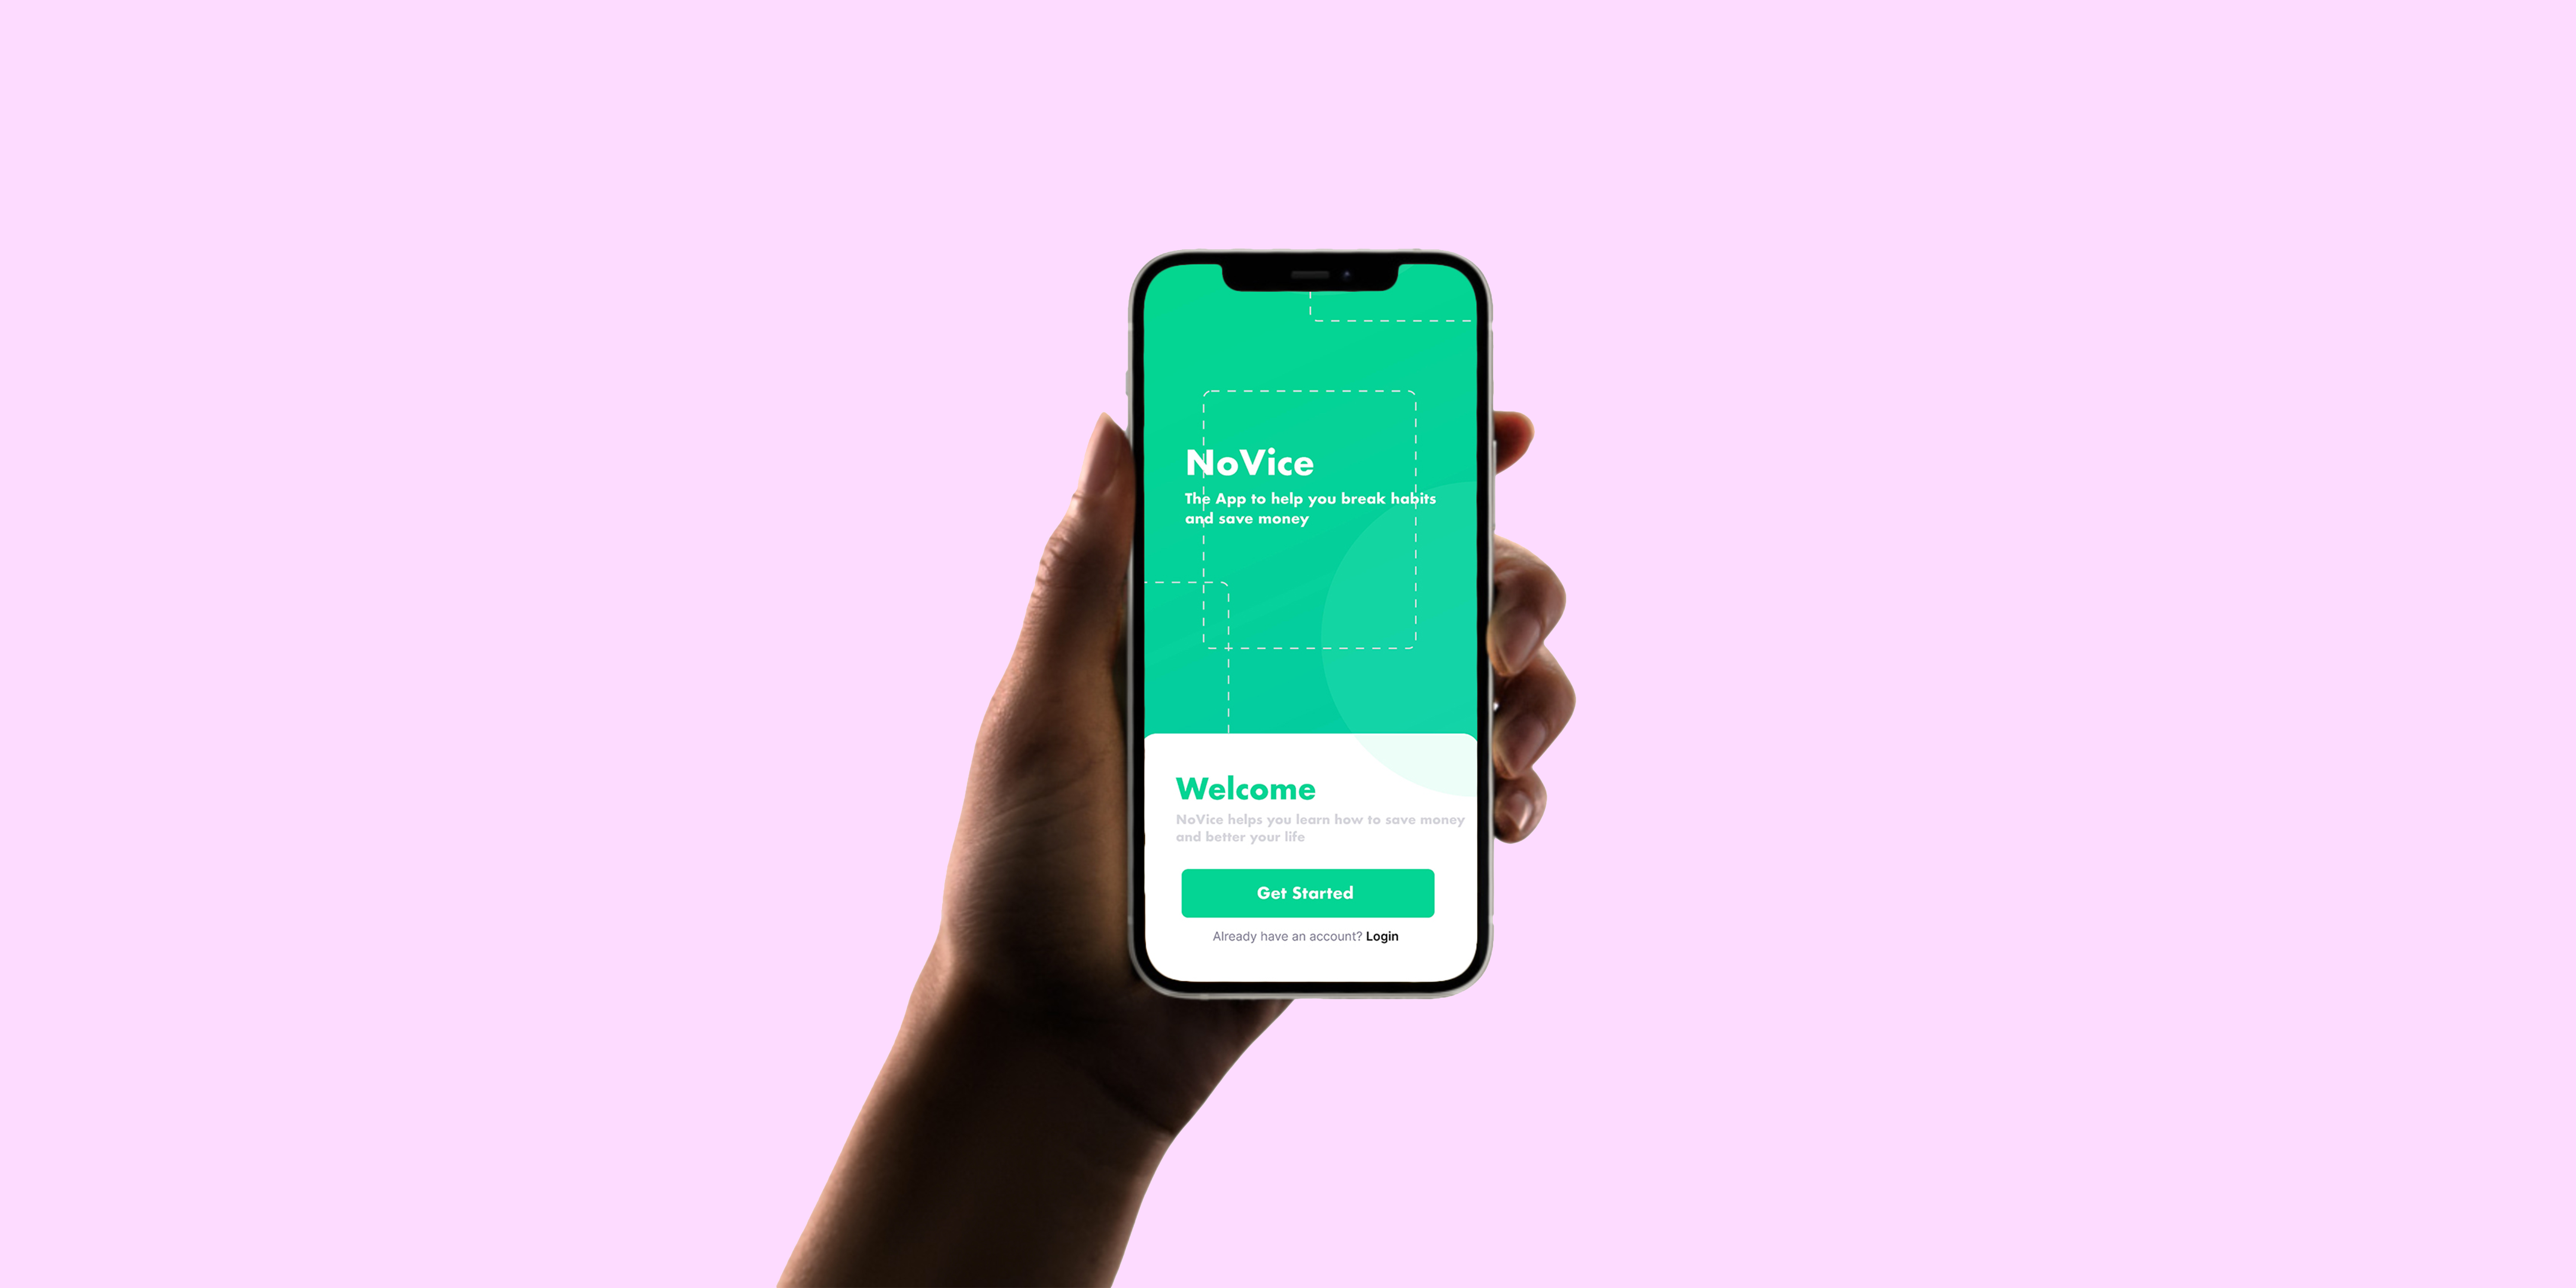 NoVice
The App to help you break habits
and save money
Welcome
NoVice helps you learn how to save money
and better your life
Get Started
Already have an account? Login